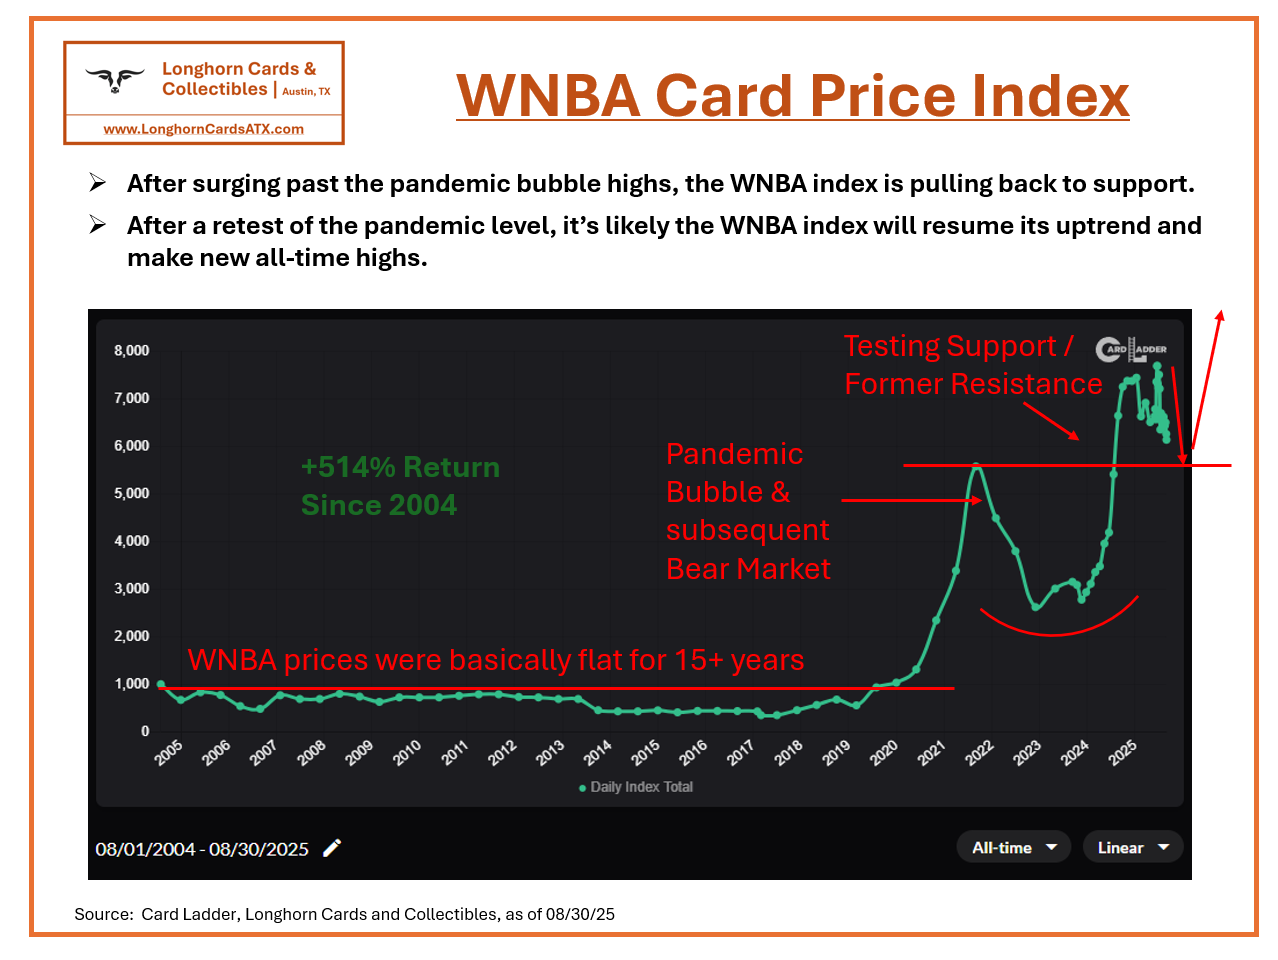 Longhorn Cards &
Collectibles | Austin, TX
www.LonghornCardsATX.com
WNBA Card Price Index
After surging past the pandemic bubble highs, the WNBA index is pulling back to support.
After a retest of the pandemic level, it’s likely the WNBA index will resume its uptrend and
make new all-time highs.
8,000
7,000
6,000
5,000
4,000
3,000
2,000
1,000
0
Testing Support /
Former Resistance
CARD LADDER
+514% Return
Since 2004
Pandemic
Bubble &
subsequent
Bear Market
WNBA prices were basically flat for 15+ years
2005 2006 2007 2008 2009 2010 2011 2012 2013 2014 2015 2016 2017 2018 2019 2020 2021 2022 2023 2024 2025
Daily Index Total
08/01/2004 - 08/30/2025
All-time
Linear
Source: Card Ladder, Longhorn Cards and Collectibles, as of 08/30/25